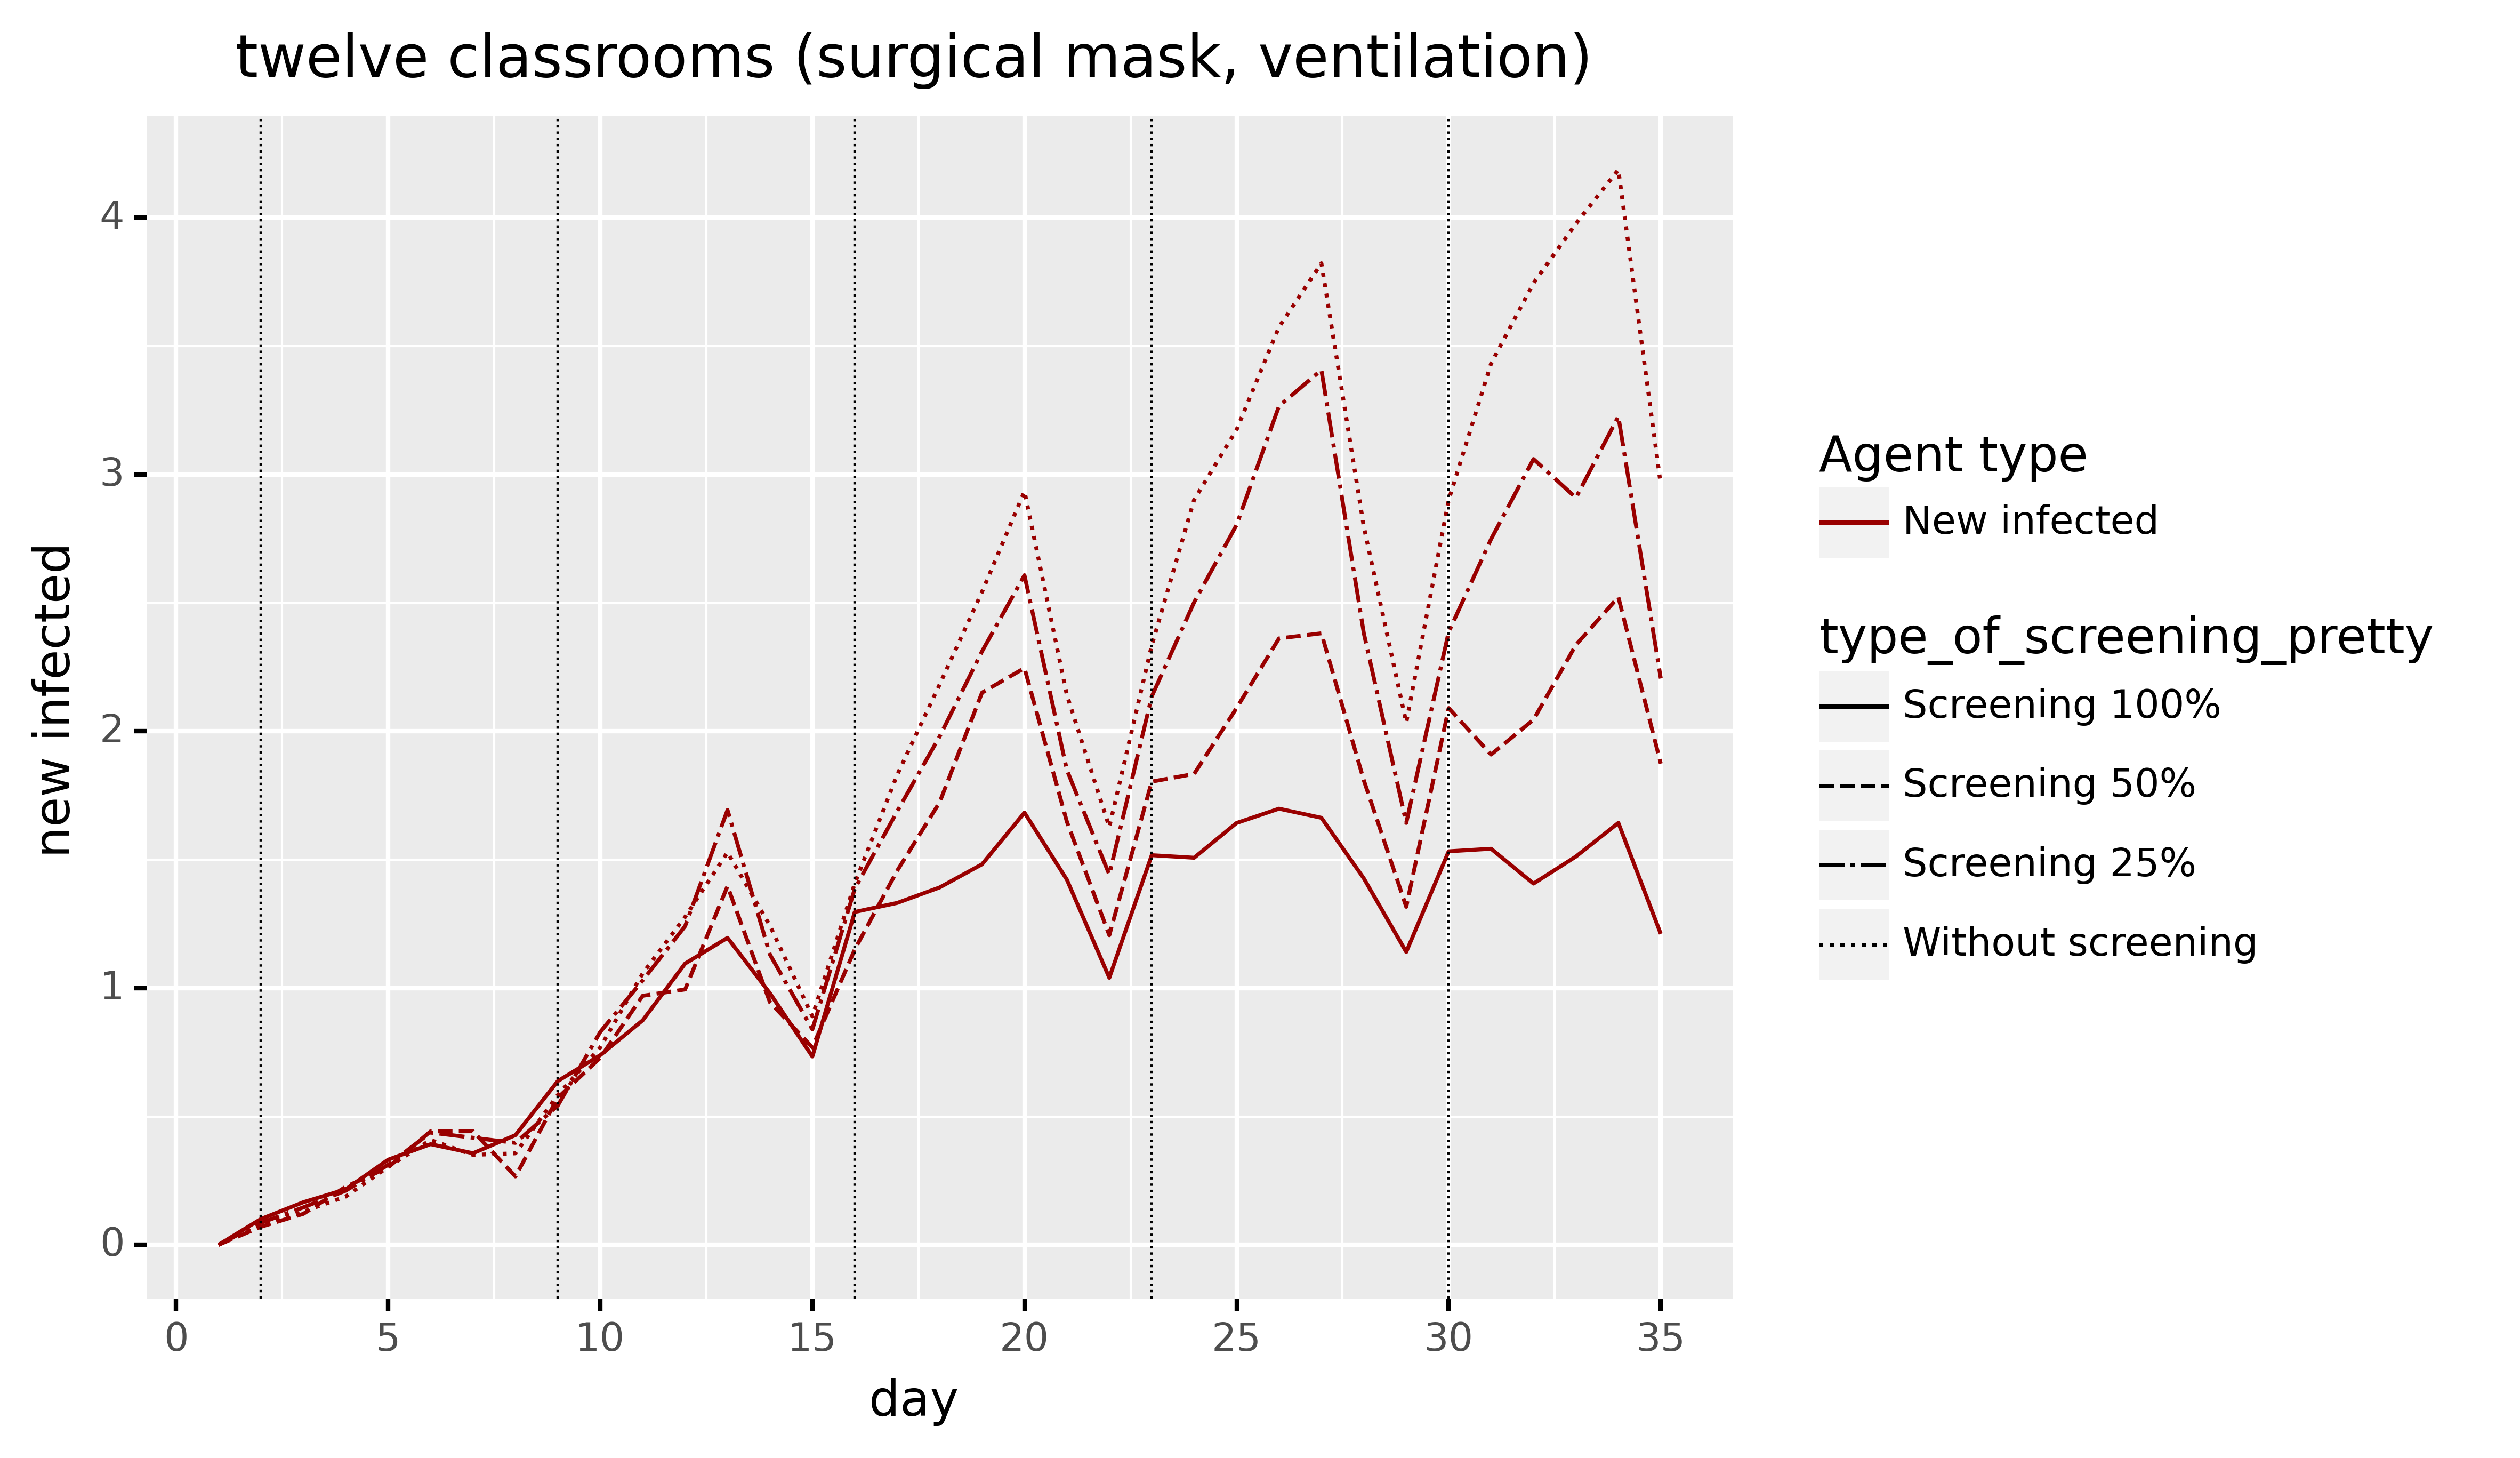 twelve classrooms (surgical mask, ventilation)
new infected
4
3
2
1
0
0 5 10 15 20 25 30 35
day
Agent type
New infected
type_of_screening_pretty
Screening 100%
Screening 50%
Screening 25%
Without screening